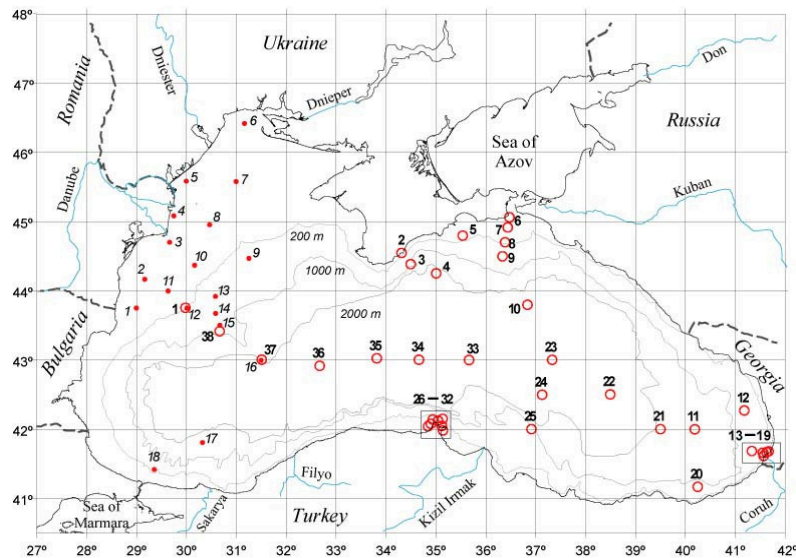 48°
47°
46°
45°
44°
43°
42°
41°
27° 28° 29° 30° 31° 32° 33° 34° 35° 36° 37° 38° 39° 40° 41° 42°
Ukraine
Romania
Dniester
Dnieper
Don
Russia
Sea of
Azov
Kuban
Danube
Bulgaria
Georgia
Turkey
Sea of
Marmara
Sakarya
Filyo
Kizil Irmak
Coruh
200 m
1000 m
2000 m
6
5
7
4
8
3
10
9
2
11
1
13
1
12
14
15
38
37
16
17
18
2
3
4
5
6
7
8
9
10
36
35
34
33
23
24
22
25
21
11
12
26 — 32
13—19
20